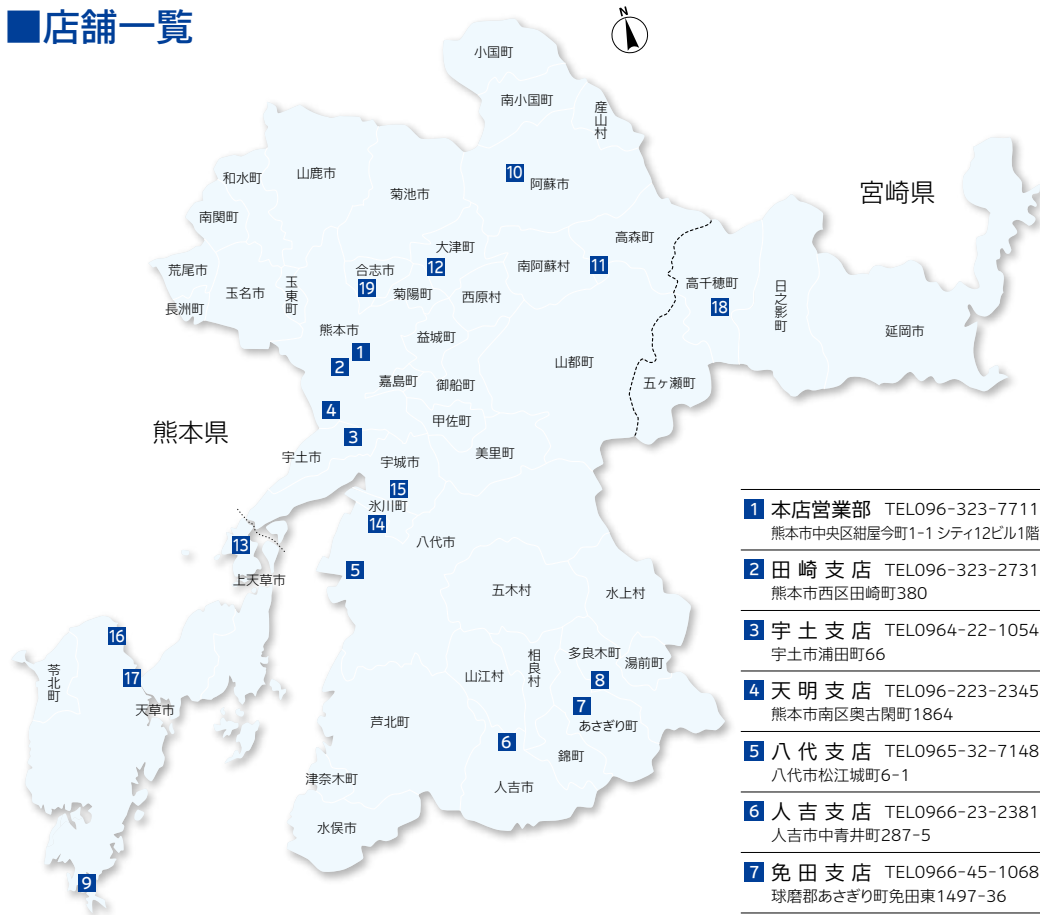 ■店舗一覧
N
小国町
南小国町
産山村
和水町
山鹿市
菊池市
10
阿蘇市
宮崎県
南関町
大津町
高森町
荒尾市
玉名市
玉東町
合志市
12
南阿蘇村
11
高千穂町
日之影町
長洲町
19
菊陽町
西原村
18
延岡市
熊本市
1
益城町
2
嘉島町
御船町
山都町
五ヶ瀬町
4
甲佐町
熊本県
3
宇土市
宇城市
美里町
15
氷川町
14
13
八代市
5
上天草市
五木村
水上村
16
苓北町
17
天草市
山江村
相良村
多良木町
湯前町
8
7
芦北町
あさぎり町
6
錦町
津奈木町
人吉市
水俣市
9
1 本店営業部 TEL096-323-7711
熊本市中央区紺屋今町1-1 シティ12ビル1階
2 田崎支店 TEL096-323-2731
熊本市西区田崎町380
3 宇土支店 TEL0964-22-1054
宇土市浦田町66
4 天明支店 TEL096-223-2345
熊本市南区奥古閑町1864
5 八代支店 TEL0965-32-7148
八代市松江城町6-1
6 人吉支店 TEL0966-23-2381
人吉市中青井町287-5
7 免田支店 TEL0966-45-1068
球磨郡あさぎり町免田東1497-36